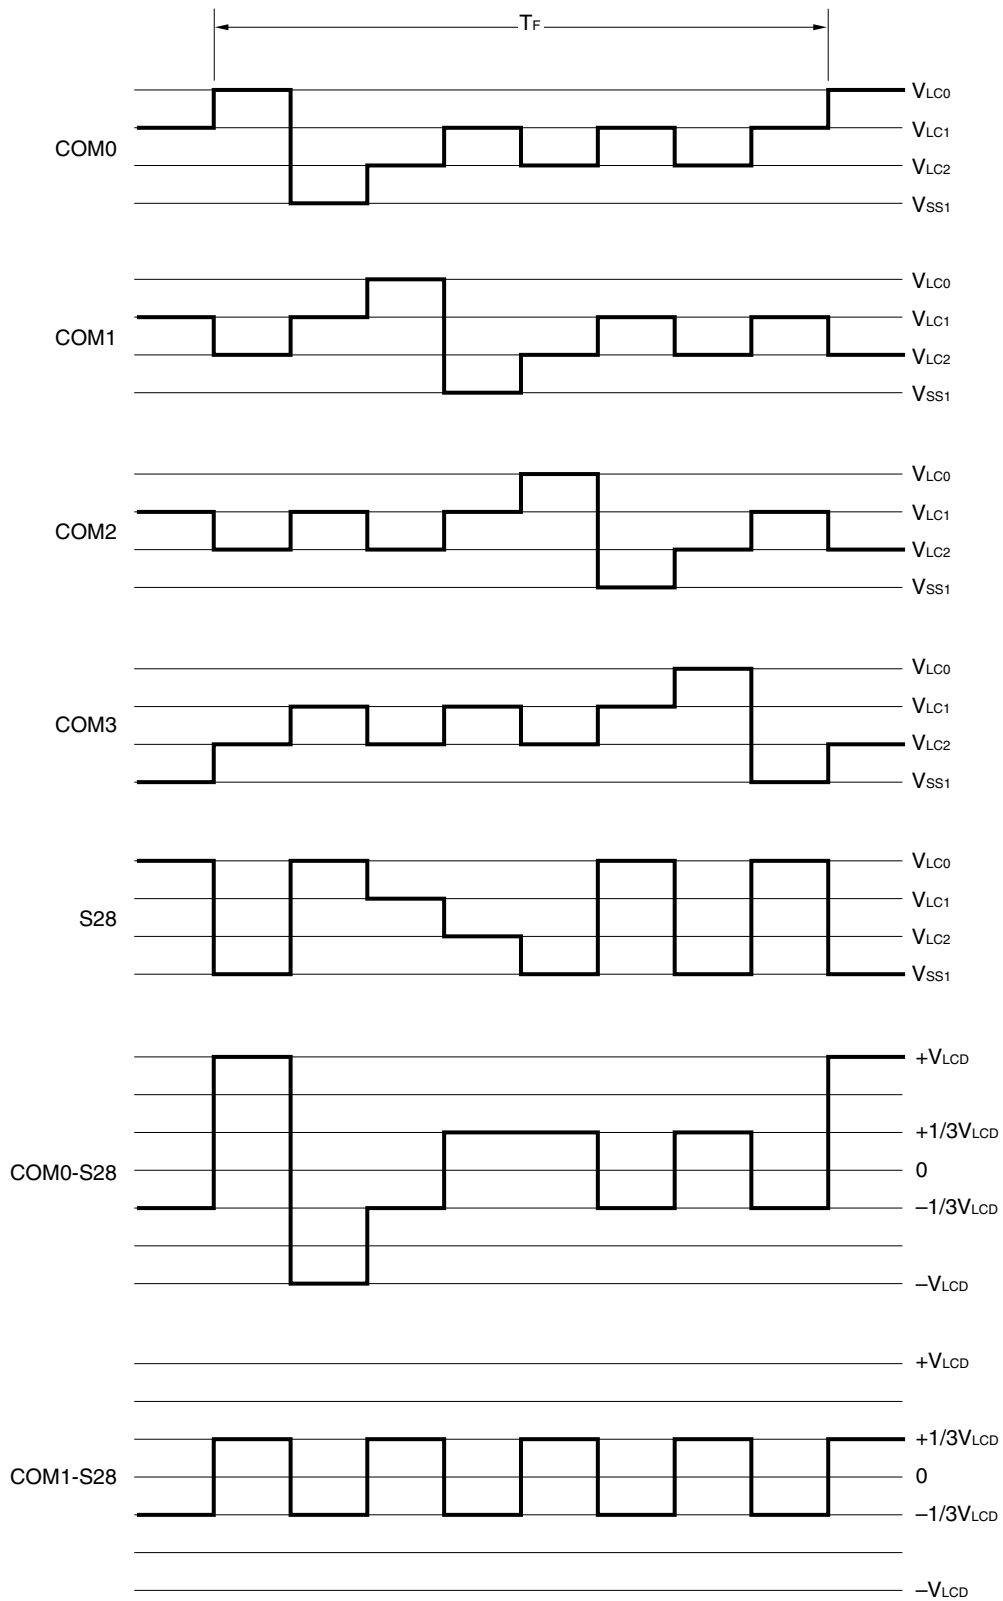 TF
COM0
VLC0
VLC1
VLC2
VSS1
COM1
VLC0
VLC1
VLC2
VSS1
COM2
VLC0
VLC1
VLC2
VSS1
COM3
VLC0
VLC1
VLC2
VSS1
S28
VLC0
VLC1
VLC2
VSS1
COM0-S28
+VLCD
+1/3VLCD
0
–1/3VLCD
–VLCD
COM1-S28
+VLCD
+1/3VLCD
0
–1/3VLCD
–VLCD